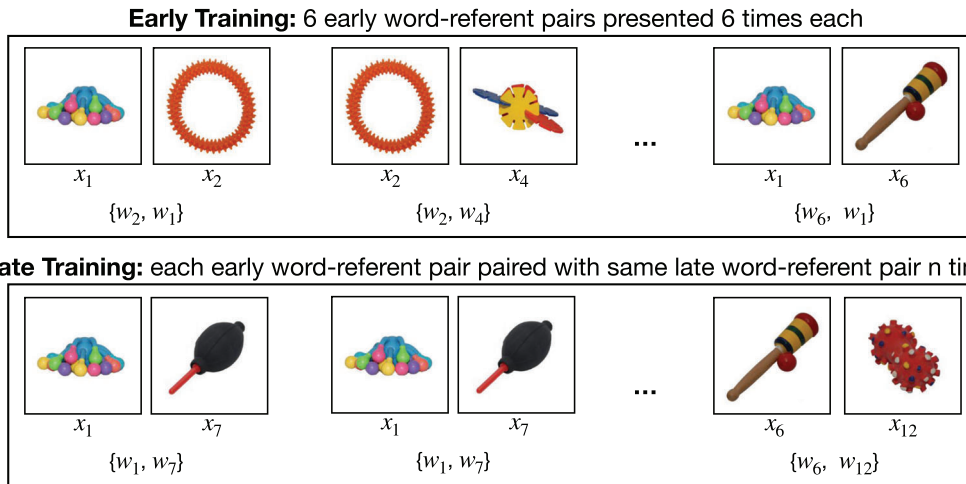 Early Training: 6 early word-referent pairs presented 6 times each
x1 x2 x2 x4 ... x1 x6
{w2, w1} {w2, w4} {w6, w1}
ate Training: each early word-referent pair paired with same late word-referent pair n tin
x1 x7 x1 x7 ... x6 x12
{w1, w7} {w1, w7} {w6, w12}